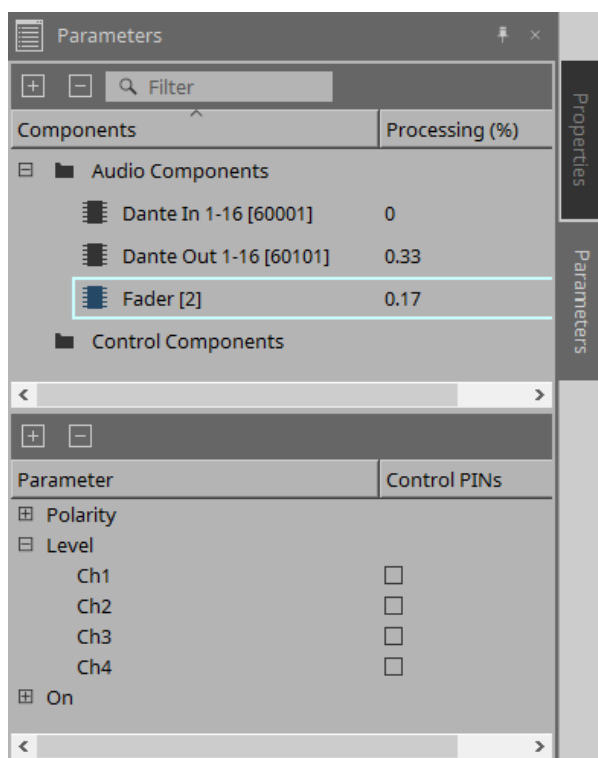 Parameters
Filter
Components Processing (%)
Audio Components
Dante In 1-16 [60001] 0
Dante Out 1-16 [60101] 0.33
Fader [2] 0.17
Control Components
Parameter Control PINs
Polarity
Level
Ch1
Ch2
Ch3
Ch4
On
Properties
Parameters